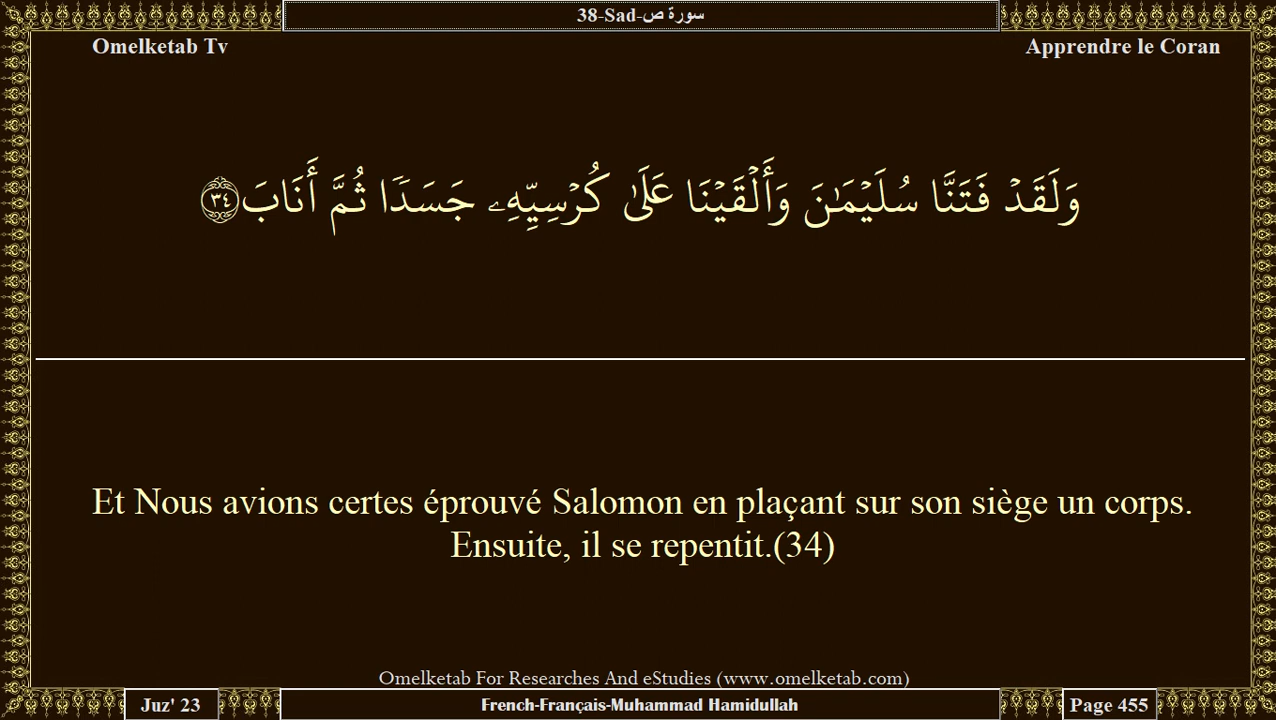 38-Sad-سورة ص
Omelketab Tv
Apprendre le Coran
وَلَقَدۡ فَتَنَّا سُلَيۡمَٰنَ وَأَلۡقَيۡنَا عَلَىٰ كُرۡسِيِّهِۦ جَسَدٗا ثُمَّ أَنَابَ ٣٤
Et Nous avions certes éprouvé Salomon en plaçant sur son siège un corps.
Ensuite, il se repentit.(34)
Omelketab For Researches And eStudies (www.omelketab.com)
Juz' 23
French-Français-Muhammad Hamidullah
Page 455